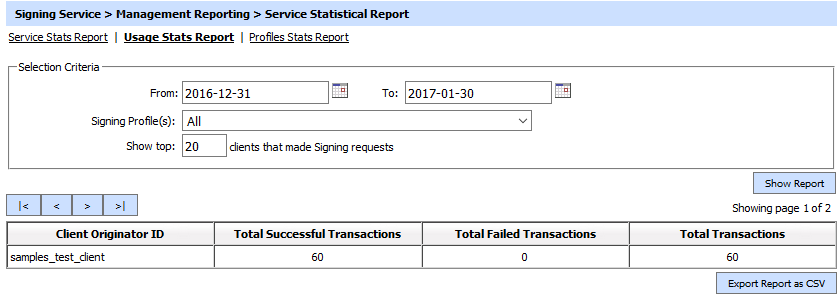 Signing Service > Management Reporting > Service Statistical Report
Service Stats Report | Usage Stats Report | Profiles Stats Report
Selection Criteria
From: 2016-12-31 To: 2017-01-30
Signing Profile(s): All
Show top: 20 clients that made Signing requests
Show Report
|< < > >| Showing page 1 of 2
Client Originator ID Total Successful Transactions Total Failed Transactions Total Transactions
samples_test_client 60 0 60
Export Report as CSV